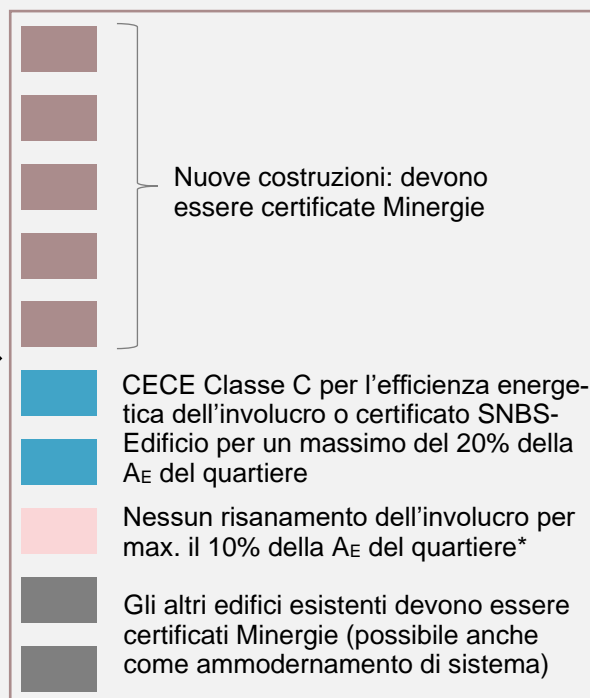 Nuove costruzioni: devono
essere certificate Minergie
CECE Classe C per l’efficienza energe-
tica dell’involucro o certificato SNBS-
Edificio per un massimo del 20% della
AE del quartiere
Nessun risanamento dell’involucro per
max. il 10% della AE del quartiere*
Gli altri edifici esistenti devono essere
certificati Minergie (possibile anche
come ammodernamento di sistema)